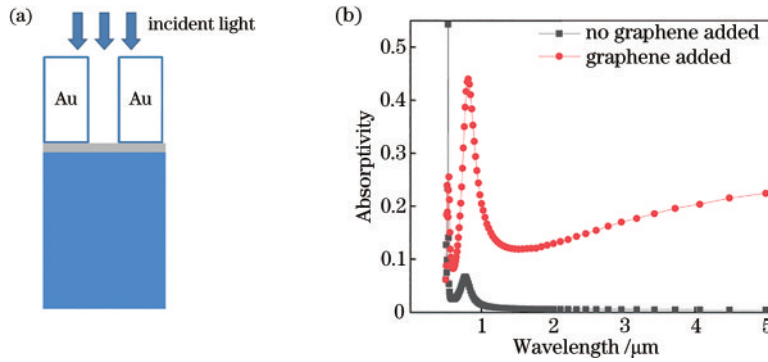 (a)
incident light
Au
Au
(b)
no graphene added
graphene added
0.5
0.4
0.3
0.2
0.1
0
1
2
3
4
5
Absorptivity
Wavelength /μm